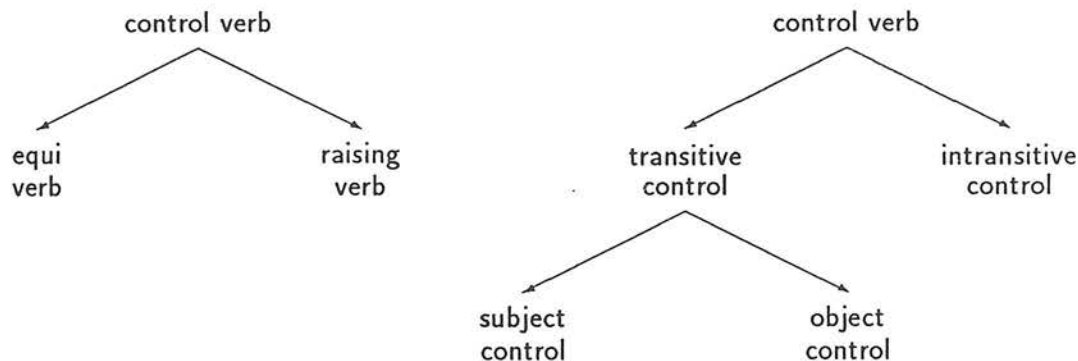 control verb
control verb
equi
verb
raising
verb
transitive
control
intransitive
control
subject
control
object
control